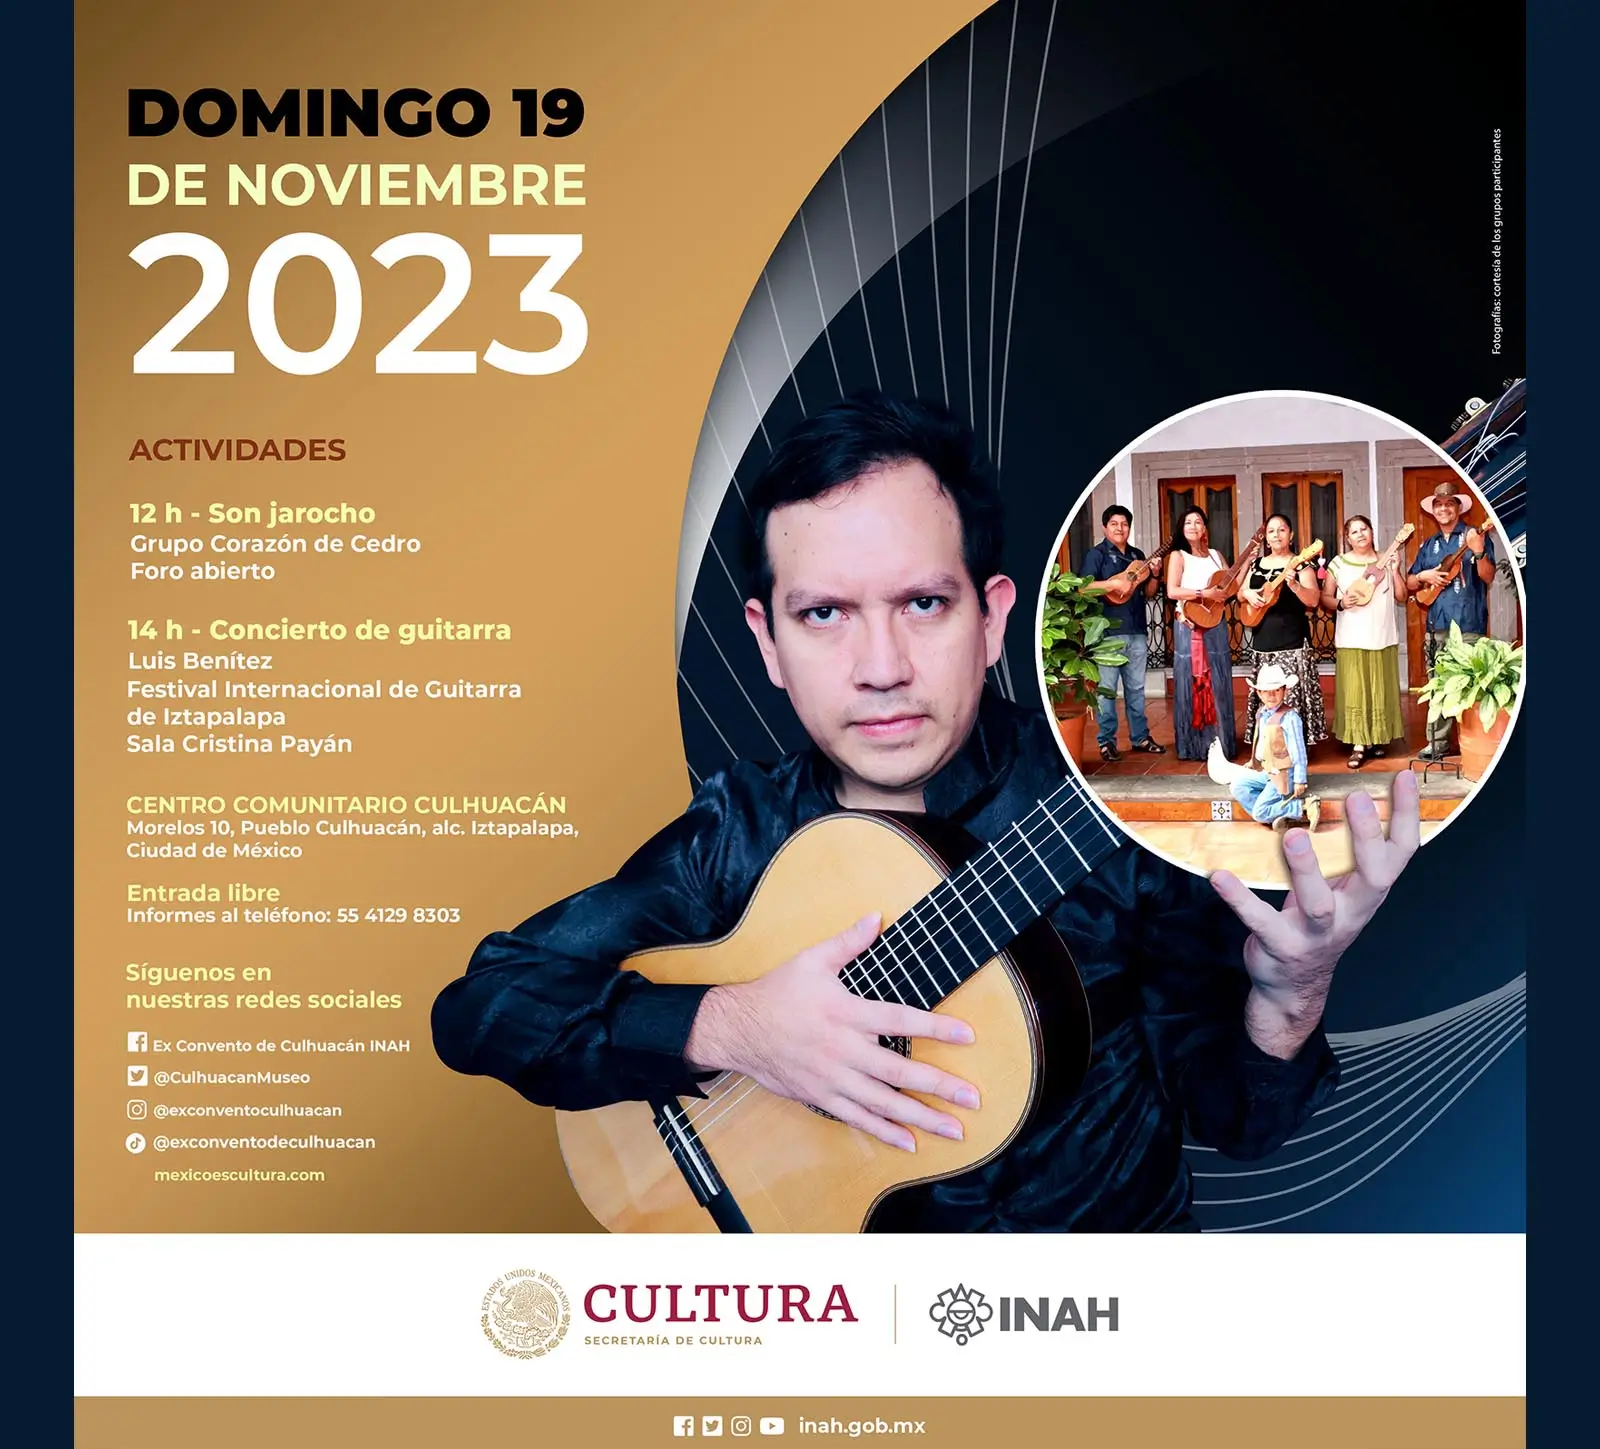 DOMINGO 19
DE NOVIEMBRE
2023
ACTIVIDADES
12 h - Son jarocho
Grupo Corazón de Cedro
Foro abierto
14 h - Concierto de guitarra
Luis Benítez
Festival Internacional de Guitarra
de Iztapalapa
Sala Cristina Payán
CENTRO COMUNITARIO CULHUACÁN
Morelos 10, Pueblo Culhuacán, alc. Iztapalapa,
Ciudad de México
Entrada libre
Informes al teléfono: 55 4129 8303
Síguenos en
nuestras redes sociales
Ex Convento de Culhuacán INAH
@CulhuacanMuseo
@exconventoculhuacan
@exconventodeculhuacan
mexicoescultura.com
Fotografías: cortesía de los grupos participantes
ESTADOS UNIDOS MEXICANOS
CULTURA
SECRETARÍA DE CULTURA
INAH
inah.gob.mx